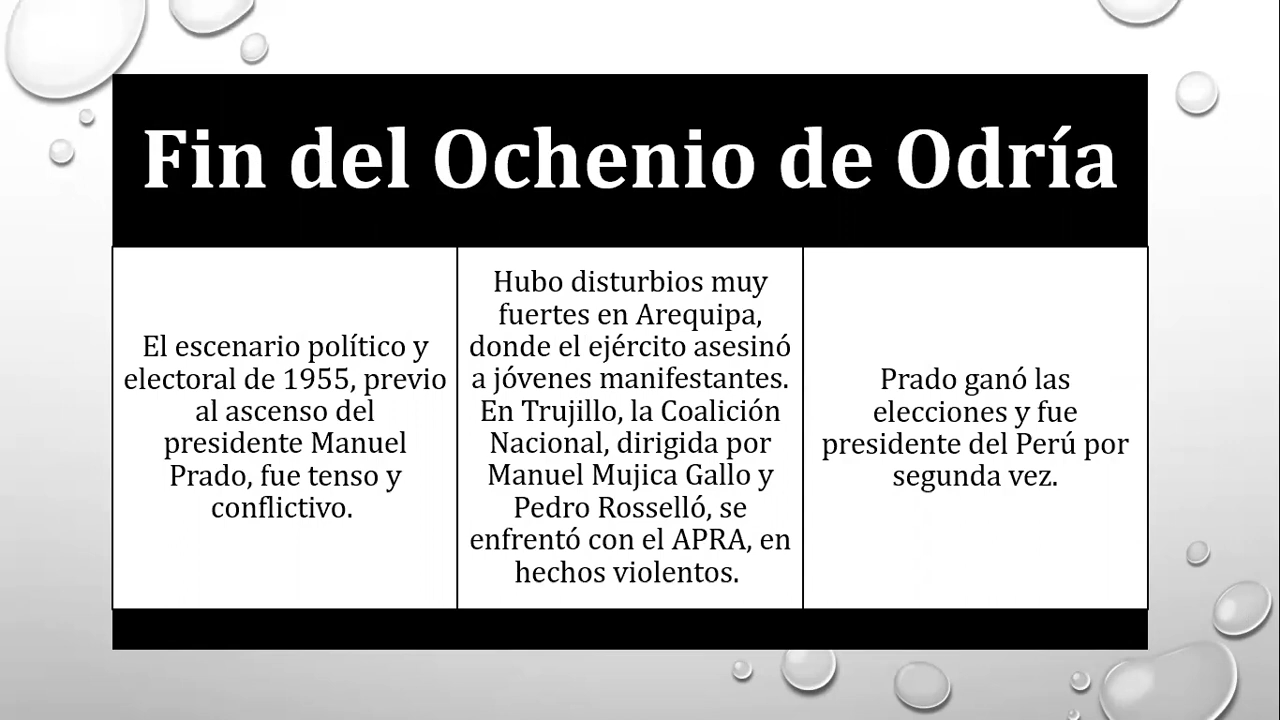 Fin del Ochenio de Odría
El escenario político y
electoral de 1955, previo
al ascenso del
presidente Manuel
Prado, fue tenso y
conflictivo.
Hubo disturbios muy
fuertes en Arequipa,
donde el ejército asesinó
a jóvenes manifestantes.
En Trujillo, la Coalición
Nacional, dirigida por
Manuel Mujica Gallo y
Pedro Rosselló, se
enfrentó con el APRA, en
hechos violentos.
Prado ganó las
elecciones y fue
presidente del Perú por
segunda vez.